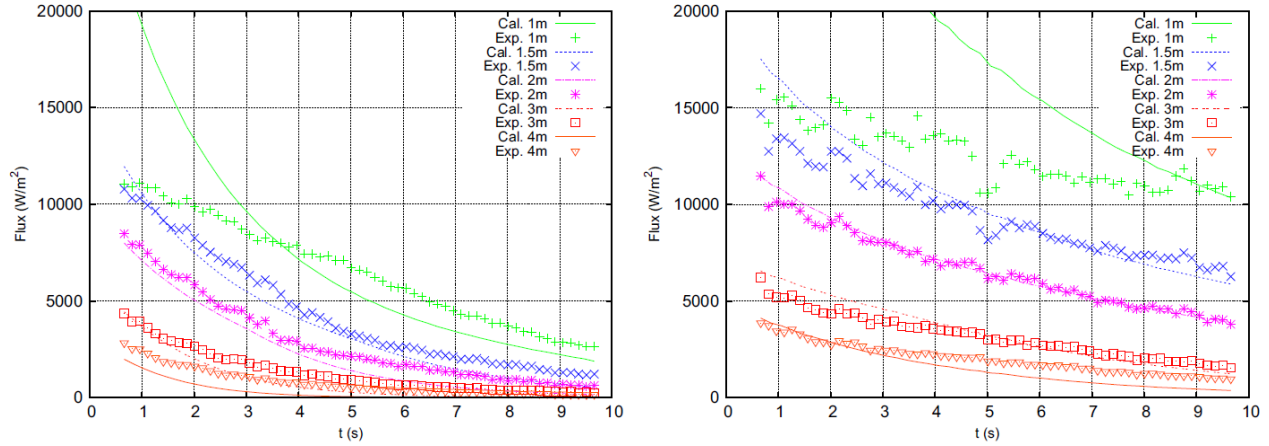 20000
15000
10000
5000
0
Flux (W/m²)
0 1 2 3 4 5 6 7 8 9 10
t (s)
Cal. 1m
Exp. 1m
Cal. 1.5m
Exp. 1.5m
Cal. 2m
Exp. 2m
Cal. 3m
Exp. 3m
Cal. 4m
Exp. 4m
20000
15000
10000
5000
0
Flux (W/m²)
0 1 2 3 4 5 6 7 8 9 10
t (s)
Cal. 1m
Exp. 1m
Cal. 1.5m
Exp. 1.5m
Cal. 2m
Exp. 2m
Cal. 3m
Exp. 3m
Cal. 4m
Exp. 4m